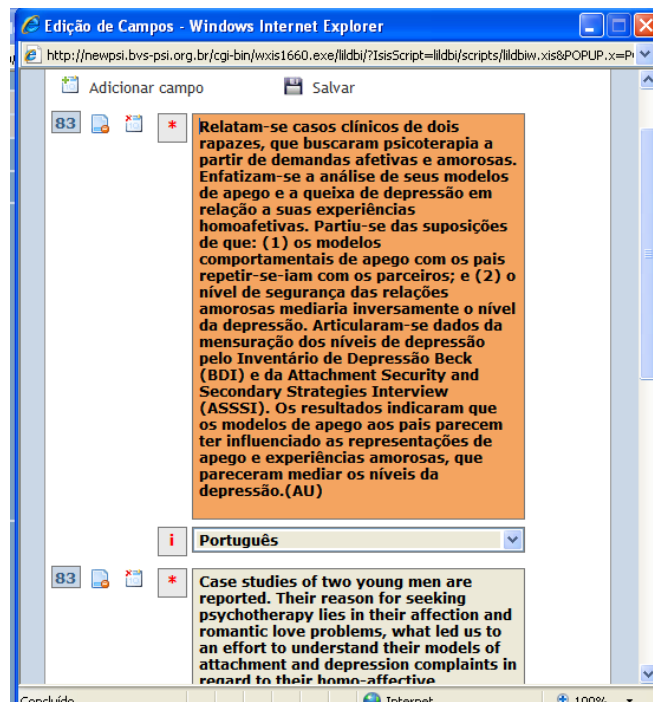 Edição de Campos - Windows Internet Explorer
http://newpsi.bvs-psi.org.br/cgi-bin/wxis1660.exe/lildbi/?IsisScript=lildbi/scripts/lildbiw.xis&POPUP.x=P
Adicionar campo Salvar
83 * Relatam-se casos clínicos de dois
rapazes, que buscaram psicoterapia a
partir de demandas afetivas e amorosas.
Enfatizam-se a análise de seus modelos
de apego e a queixa de depressão em
relação a suas experiências
homoafetivas. Partiu-se das suposições
de que: (1) os modelos
comportamentais de apego com os pais
repetir-se-iam com os parceiros; e (2) o
nível de segurança das relações
amorosas mediaria inversamente o nível
da depressão. Articularam-se dados da
mensuração dos níveis de depressão
pelo Inventário de Depressão Beck
(BDI) e da Attachment Security and
Secondary Strategies Interview
(ASSSI). Os resultados indicaram que
os modelos de apego aos pais parecem
ter influenciado as representações de
apego e experiências amorosas, que
pareceram mediar os níveis da
depressão.(AU)
i Português
83 * Case studies of two young men are
reported. Their reason for seeking
psychotherapy lies in their affection and
romantic love problems, what led us to
an effort to understand their models of
attachment and depression complaints in
regard to their homo-affective
Concluído Internet 100%